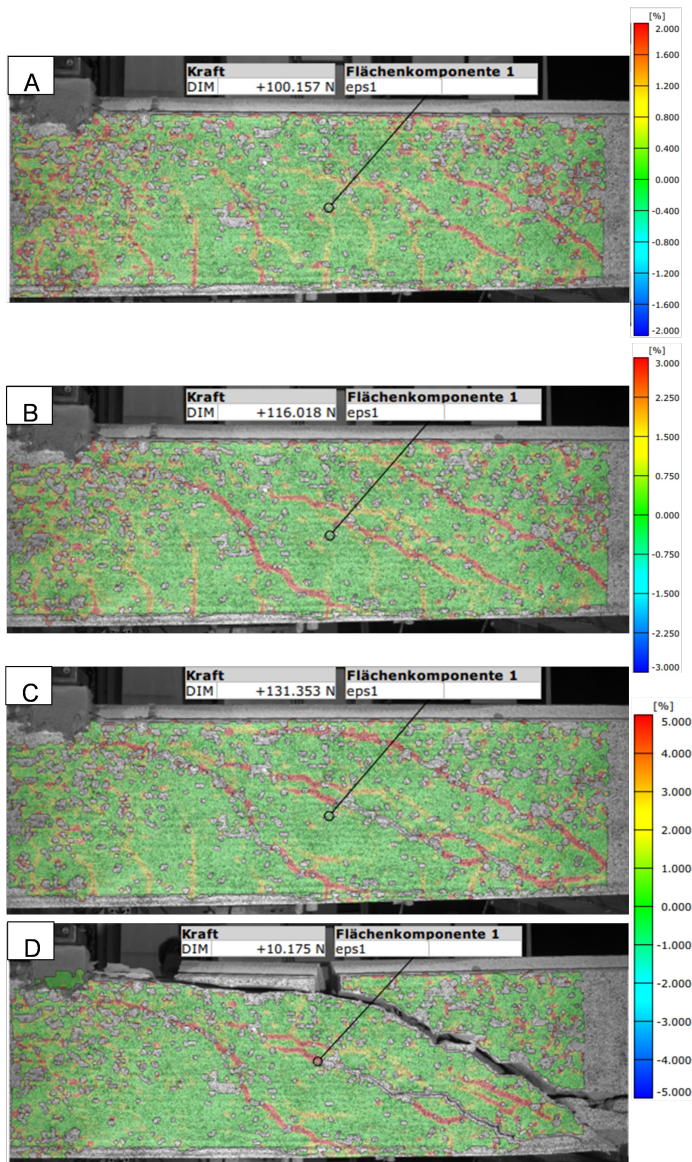 [%]
2.000
1.600
1.200
0.800
0.400
0.000
-0.400
-0.800
-1.200
-1.600
-2.000
A
Kraft
DIM +100.157 N
Flächenkomponente 1
eps1
[%]
3.000
2.250
1.500
0.750
0.000
-0.750
-1.500
-2.250
-3.000
B
Kraft
DIM +116.018 N
Flächenkomponente 1
eps1
C
Kraft
DIM +131.353 N
Flächenkomponente 1
eps1
[%]
5.000
4.000
3.000
2.000
1.000
0.000
-1.000
-2.000
-3.000
-4.000
-5.000
D
Kraft
DIM +10.175 N
Flächenkomponente 1
eps1